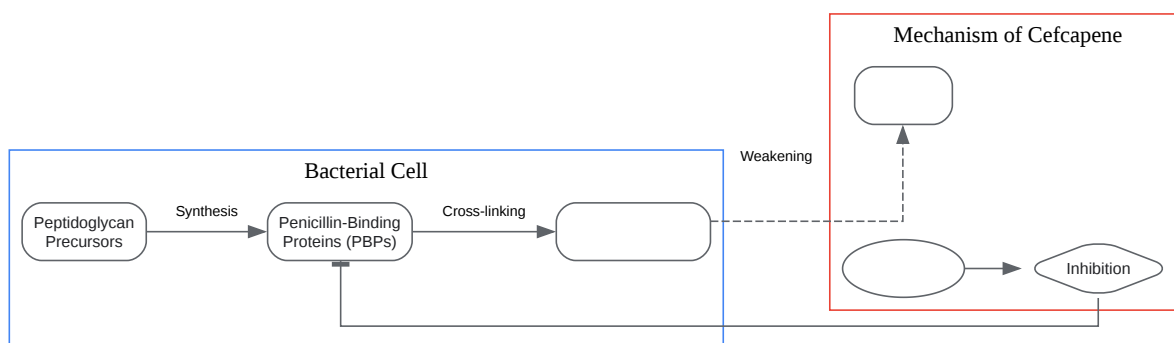 Mechanism of Cefcapene
Weakening
Bacterial Cell
Peptidoglycan
Precursors
Synthesis
Penicillin-Binding
Proteins (PBPs)
Cross-linking
Inhibition